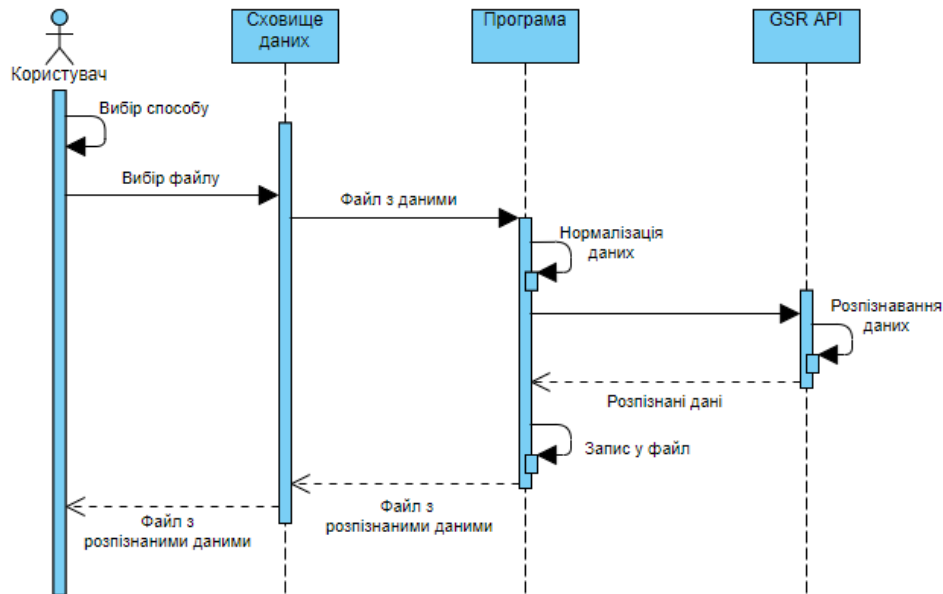 Користувач
Сховище
даних
Програма
GSR API
Вибір способу
Вибір файлу
Файл з даними
Нормалізація
даних
Розпізнавання
даних
Розпізнані дані
Запис у файл
Файл з
розпізнаними даними
Файл з
розпізнаними даними